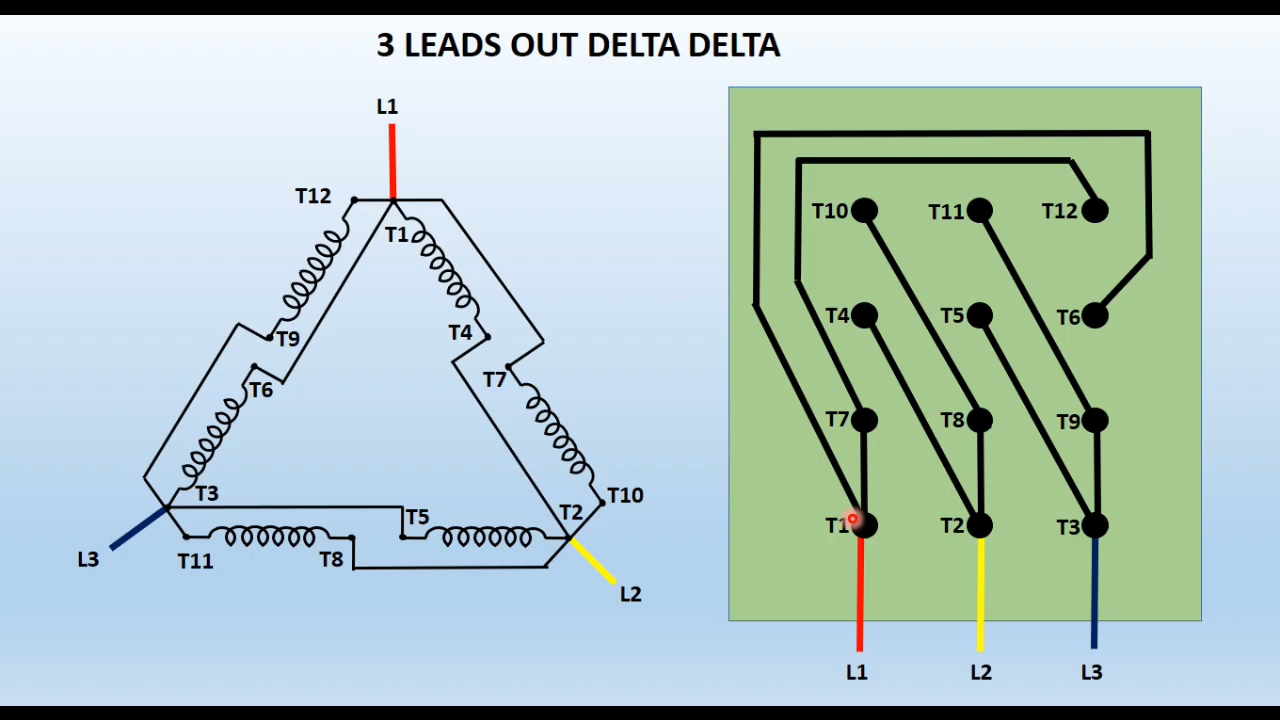 3 LEADS OUT DELTA DELTA
L1
T12
T1
T9
T4
T6
T7
T3
T10
T5
T2
T11
T8
L3
L2
T10 T11 T12
T4 T5 T6
T7 T8 T9
T1 T2 T3
L1 L2 L3